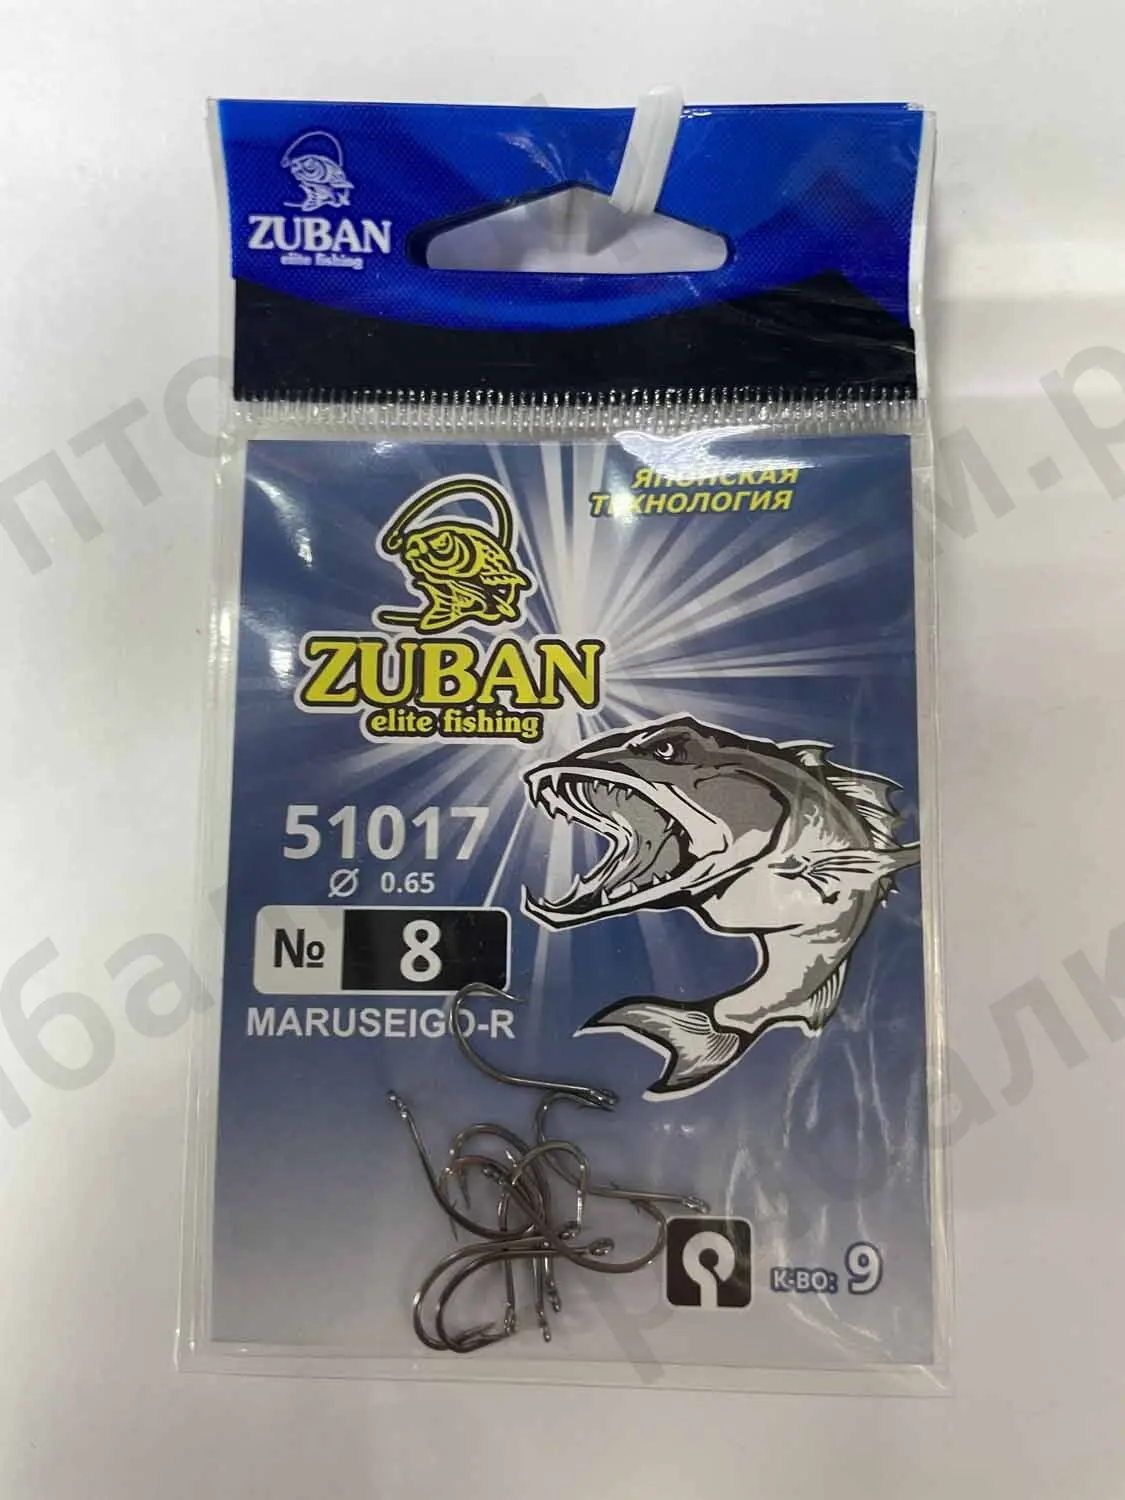 ZUBAN
elite fishing
ЯПОНСКАЯ
ТЕХНОЛОГИЯ
ZUBAN
elite fishing
51017
Ø 0.65
№ 8
MARUSEIGO-R
К-ВО: 9